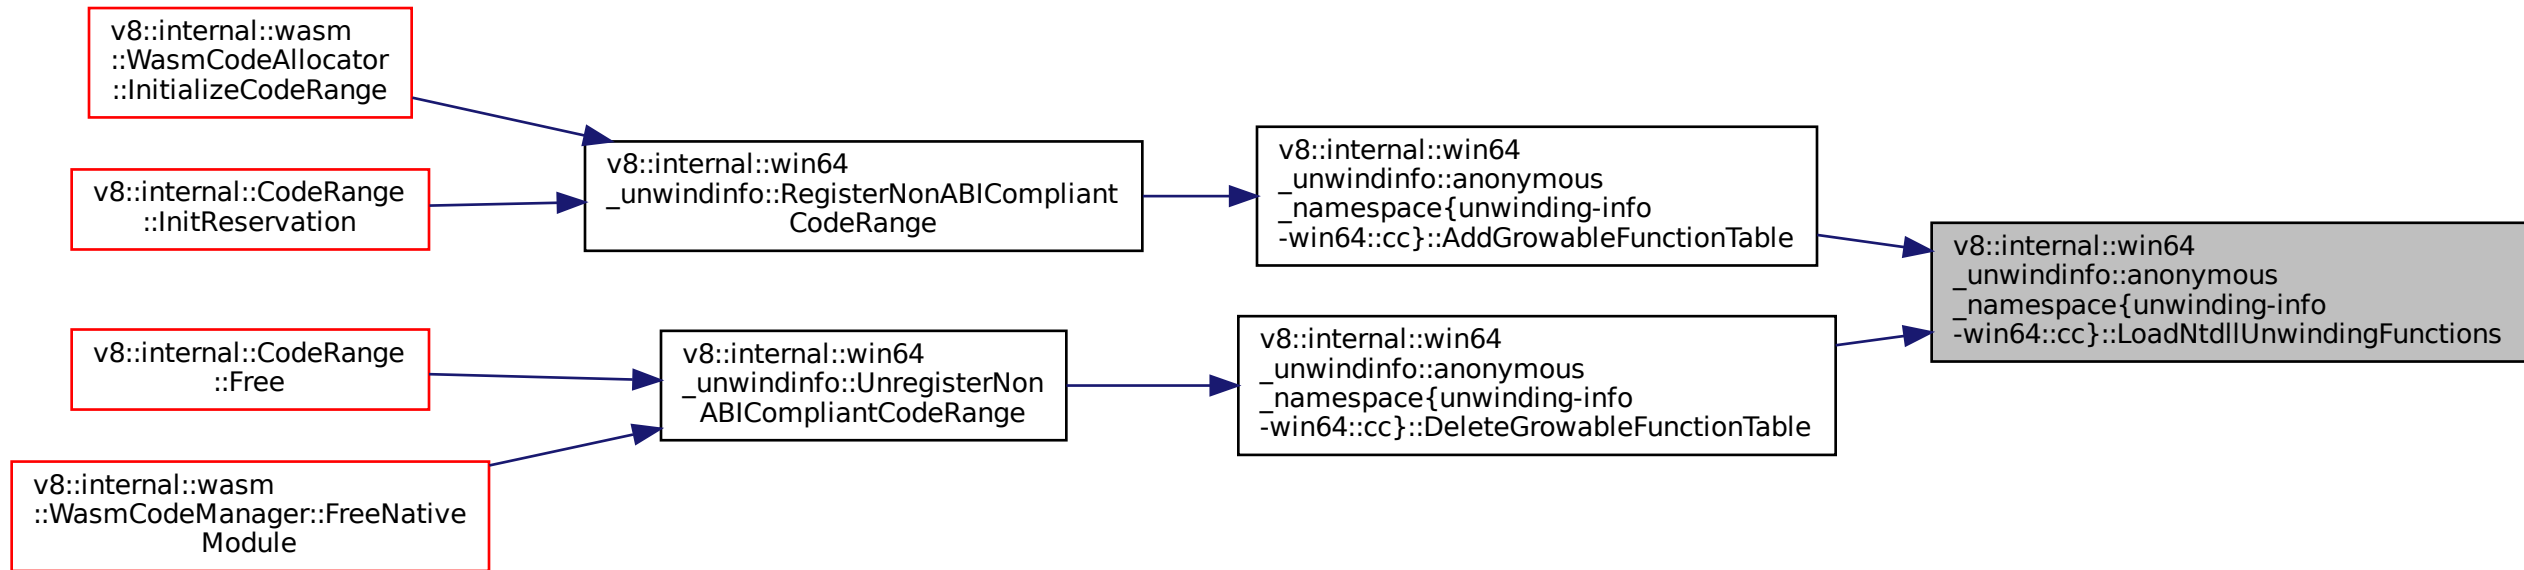 v8::internal::wasm
::WasmCodeAllocator
::InitializeCodeRange
v8::internal::CodeRange
::InitReservation
v8::internal::CodeRange
::Free
v8::internal::wasm
::WasmCodeManager::FreeNative
Module
v8::internal::win64
_unwindinfo::RegisterNonABICompliant
CodeRange
v8::internal::win64
_unwindinfo::UnregisterNon
ABICompliantCodeRange
v8::internal::win64
_unwindinfo::anonymous
_namespace{unwinding-info
-win64::cc}::AddGrowableFunctionTable
v8::internal::win64
_unwindinfo::anonymous
_namespace{unwinding-info
-win64::cc}::DeleteGrowableFunctionTable
v8::internal::win64
_unwindinfo::anonymous
_namespace{unwinding-info
-win64::cc}::LoadNtdllUnwindingFunctions